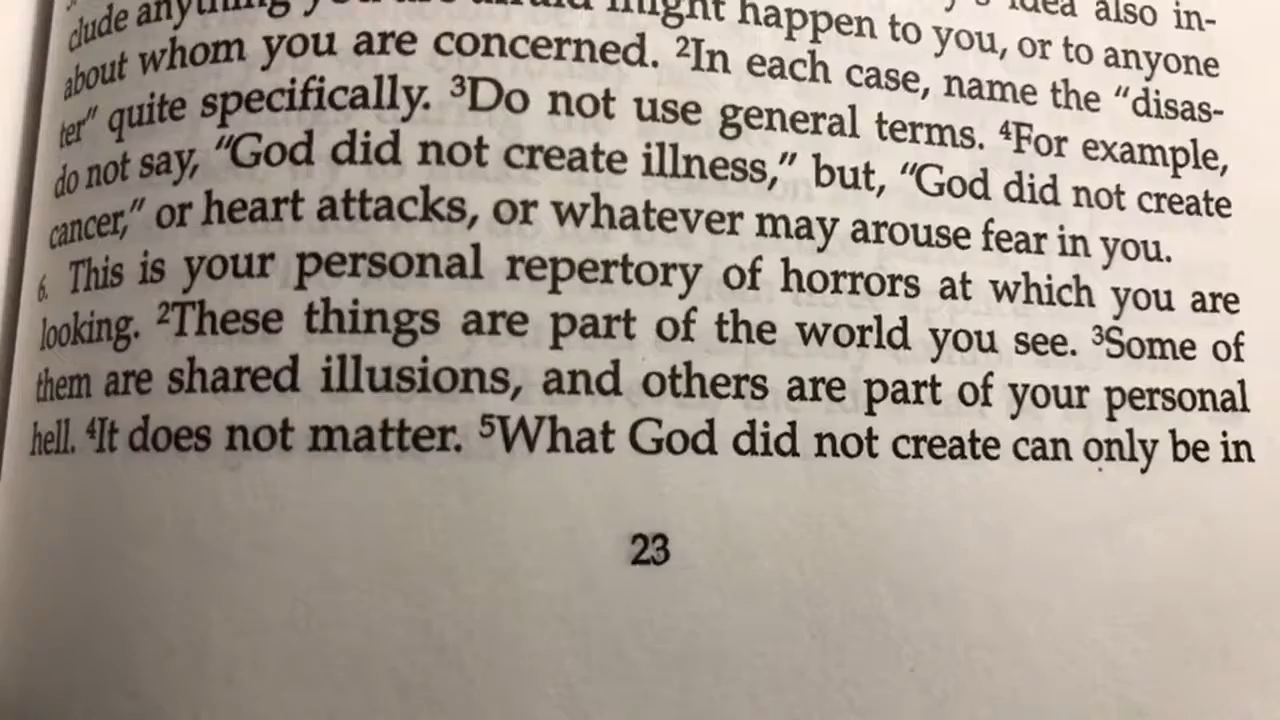 clude anything you are afraid might happen to you, or to anyone
about whom you are concerned. ²In each case, name the “disas-
ter” quite specifically. ³Do not use general terms. ⁴For example,
do not say, “God did not create illness,” but, “God did not create
cancer,” or heart attacks, or whatever may arouse fear in you.
6. This is your personal repertory of horrors at which you are
looking. ²These things are part of the world you see. ³Some of
them are shared illusions, and others are part of your personal
hell. ⁴It does not matter. ⁵What God did not create can only be in
23